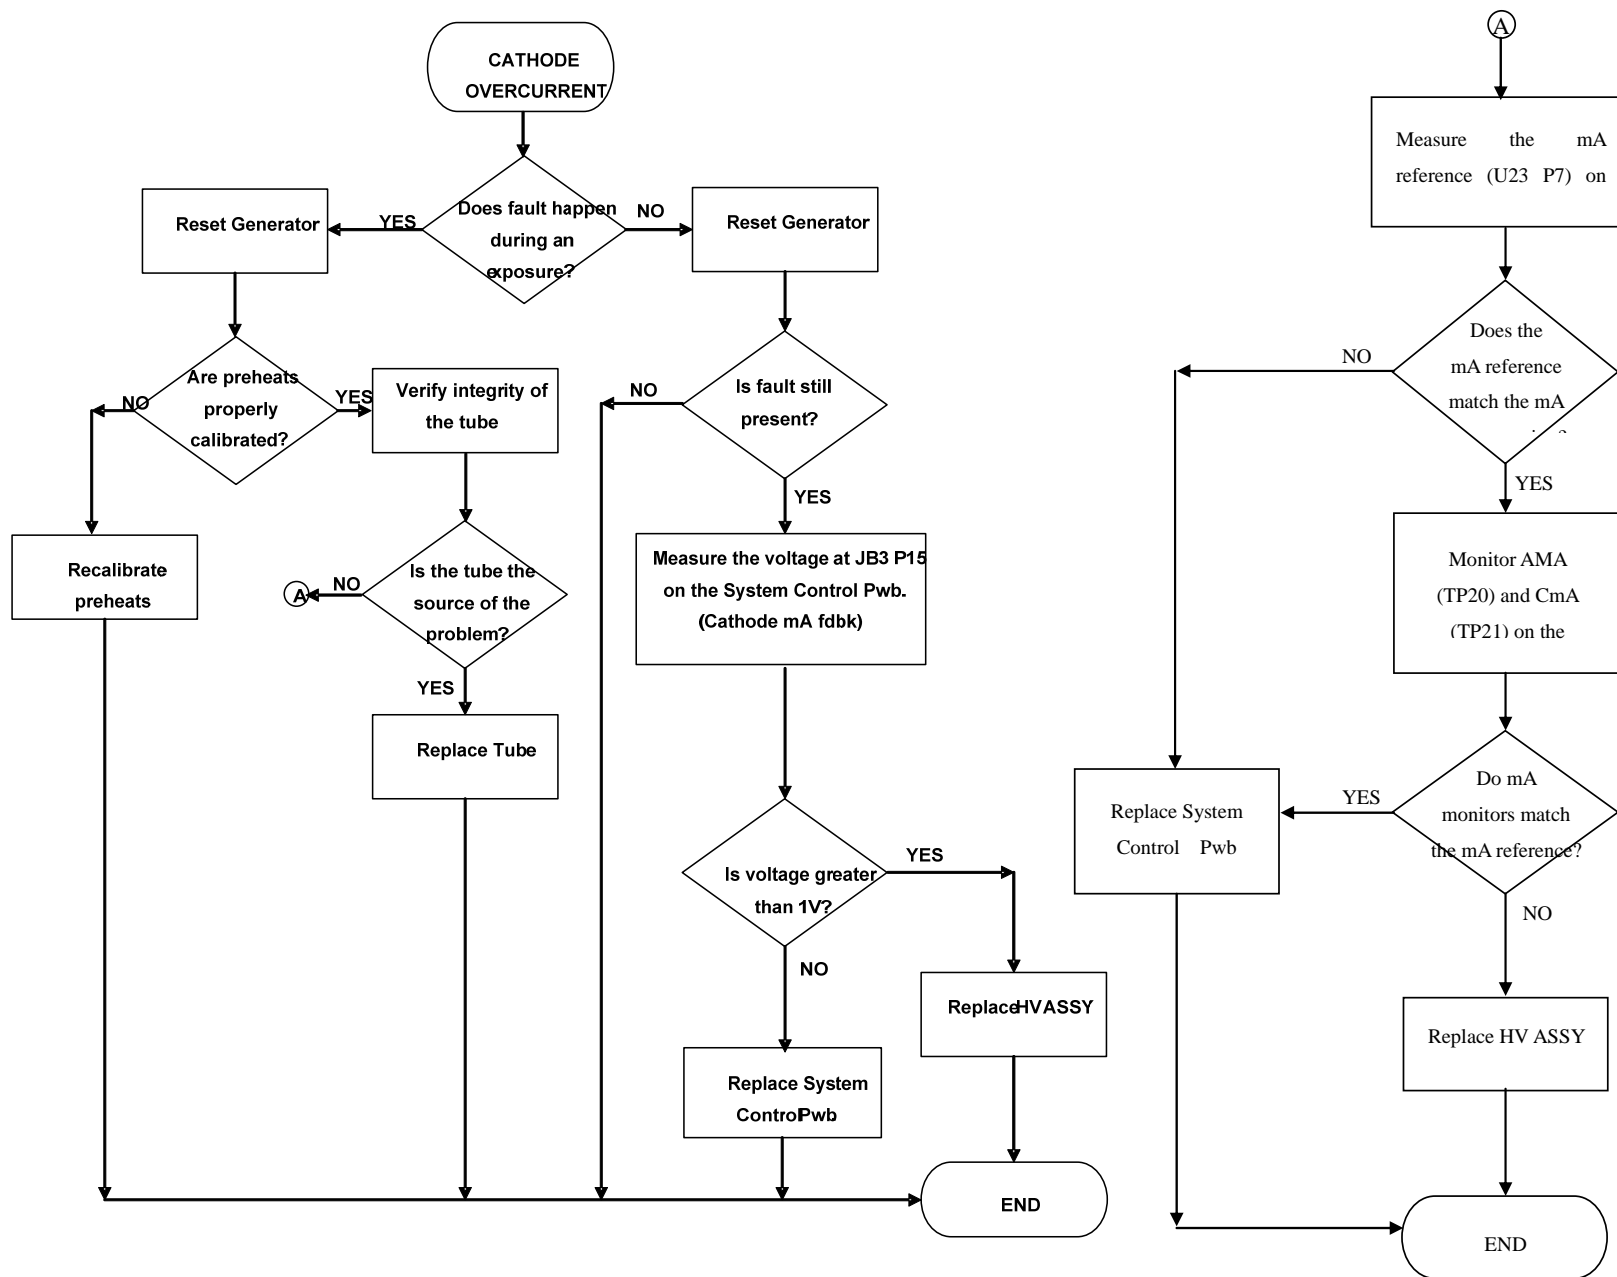 CATHODE
OVERCURRENT
Does fault happen
during an
exposure?
YES
NO
Reset Generator
Reset Generator
Are preheats
properly
calibrated?
NO
YES
Verify integrity of
the tube
Is fault still
present?
NO
YES
Recalibrate
preheats
Is the tube the
source of the
problem?
NO
A
YES
Measure the voltage at JB3 P15
on the System Control Pwb.
(Cathode mA fdbk)
Replace Tube
Is voltage greater
than 1V?
YES
NO
Replace HV ASSY
Replace System
Control Pwb
END
A
Measure the mA
reference (U23 P7) on
Does the
mA reference
match the mA
NO
YES
Monitor AMA
(TP20) and CmA
(TP21) on the
Do mA
monitors match
the mA reference?
YES
NO
Replace System
Control Pwb
Replace HV ASSY
END